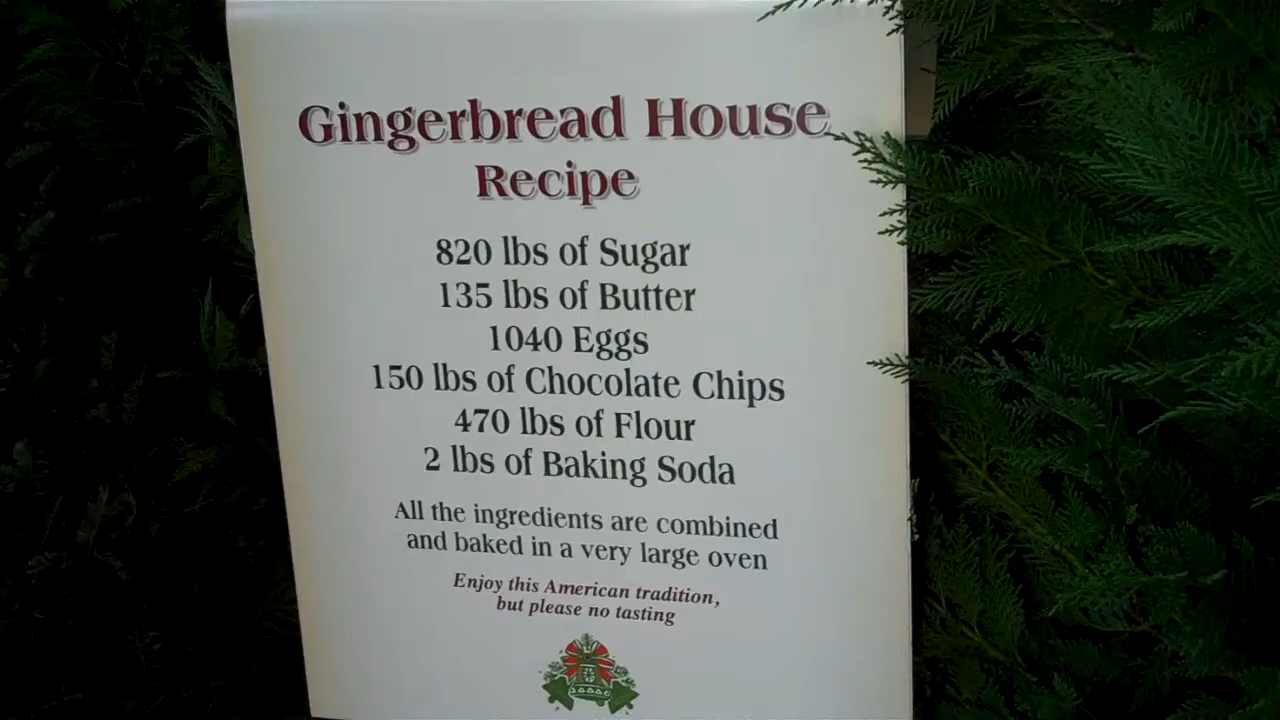 Gingerbread House
Recipe
820 lbs of Sugar
135 lbs of Butter
1040 Eggs
150 lbs of Chocolate Chips
470 lbs of Flour
2 lbs of Baking Soda
All the ingredients are combined
and baked in a very large oven
Enjoy this American tradition,
but please no tasting